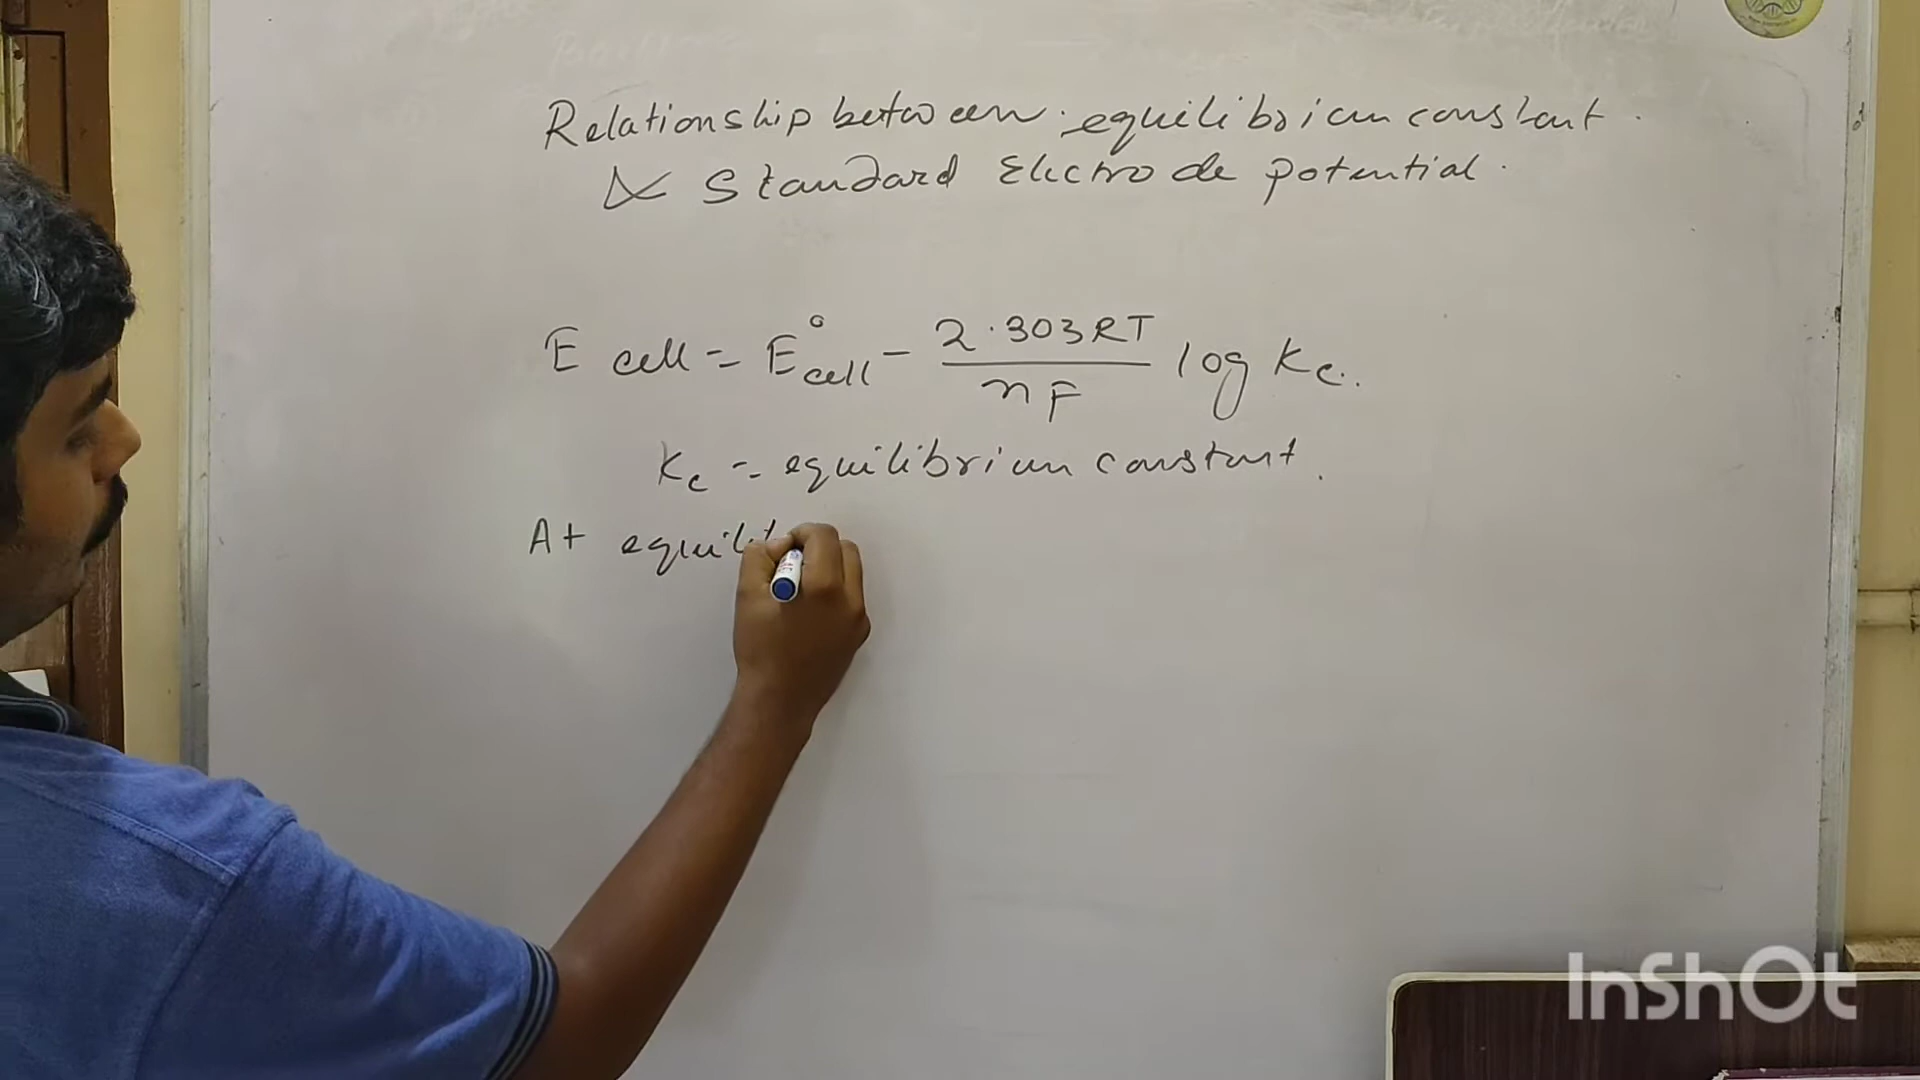 Relationship between equilibrium constant
& Standard Electrode potential.
E cell = E°cell - 2.303RT/nF log Kc.
Kc = equilibrium constant.
At
InShOt